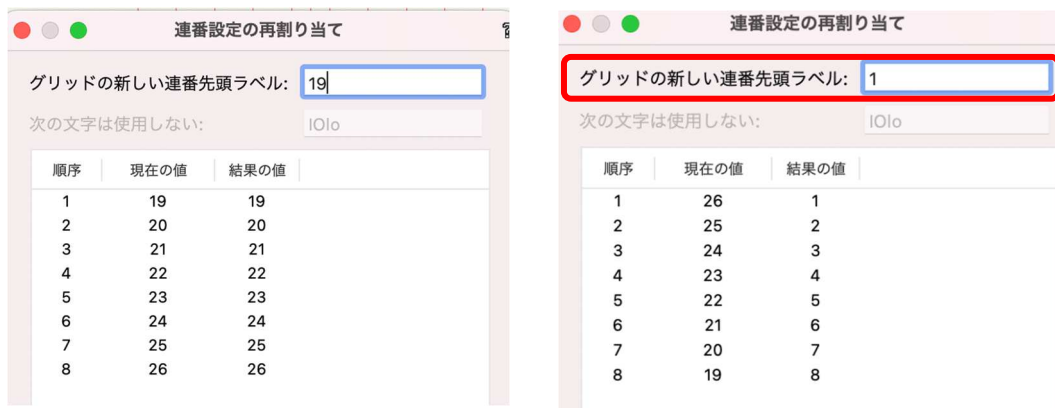 連番設定の再割り当て
グリッドの新しい連番先頭ラベル: 19
次の文字は使用しない: IOlo
順序 現在の値 結果の値
1 19 19
2 20 20
3 21 21
4 22 22
5 23 23
6 24 24
7 25 25
8 26 26
連番設定の再割り当て
グリッドの新しい連番先頭ラベル: 1
次の文字は使用しない: IOlo
順序 現在の値 結果の値
1 26 1
2 25 2
3 24 3
4 23 4
5 22 5
6 21 6
7 20 7
8 19 8